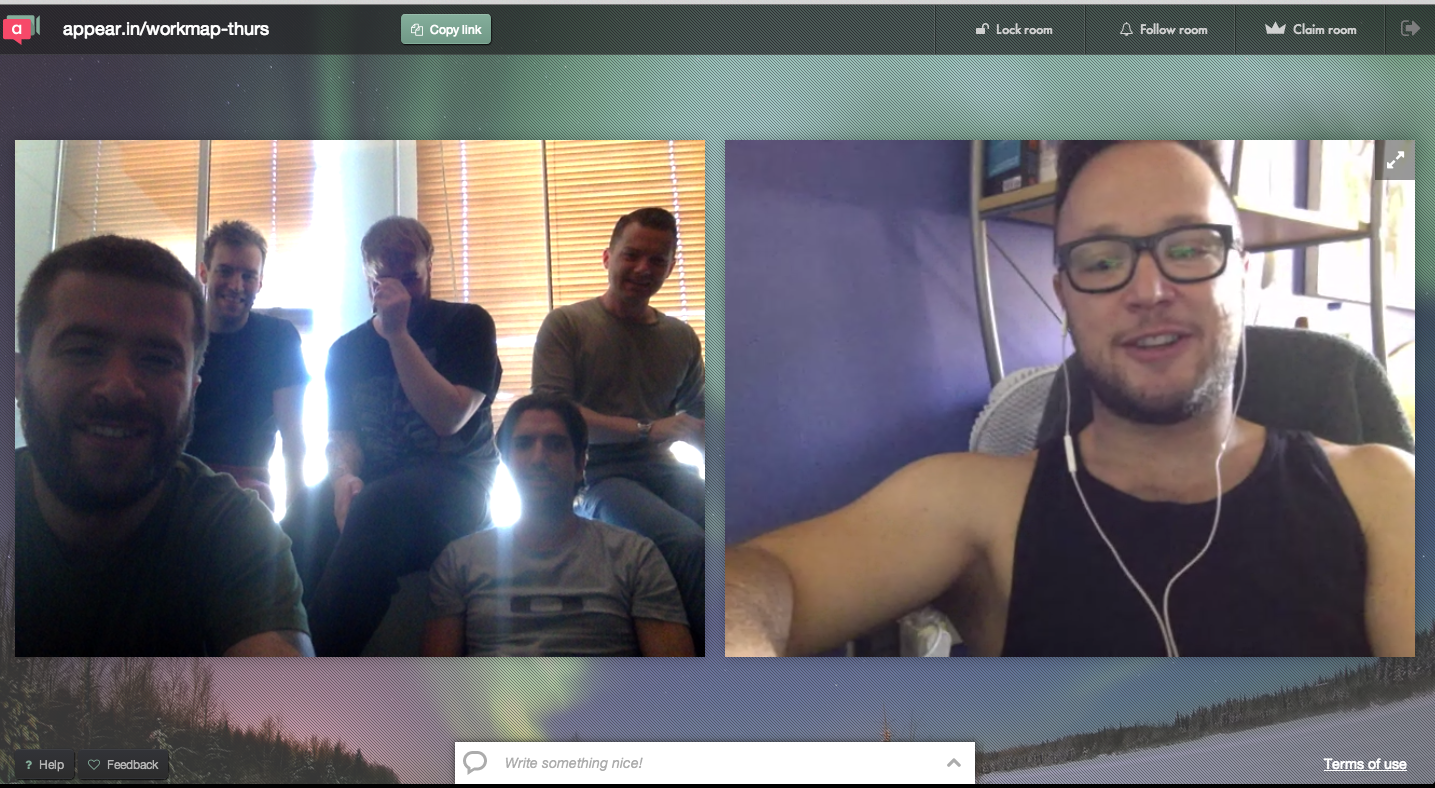 a
appear.in/workmap-thurs
Copy link
Lock room
Follow room
Claim room
? Help
Feedback
Write something nice!
Terms of use